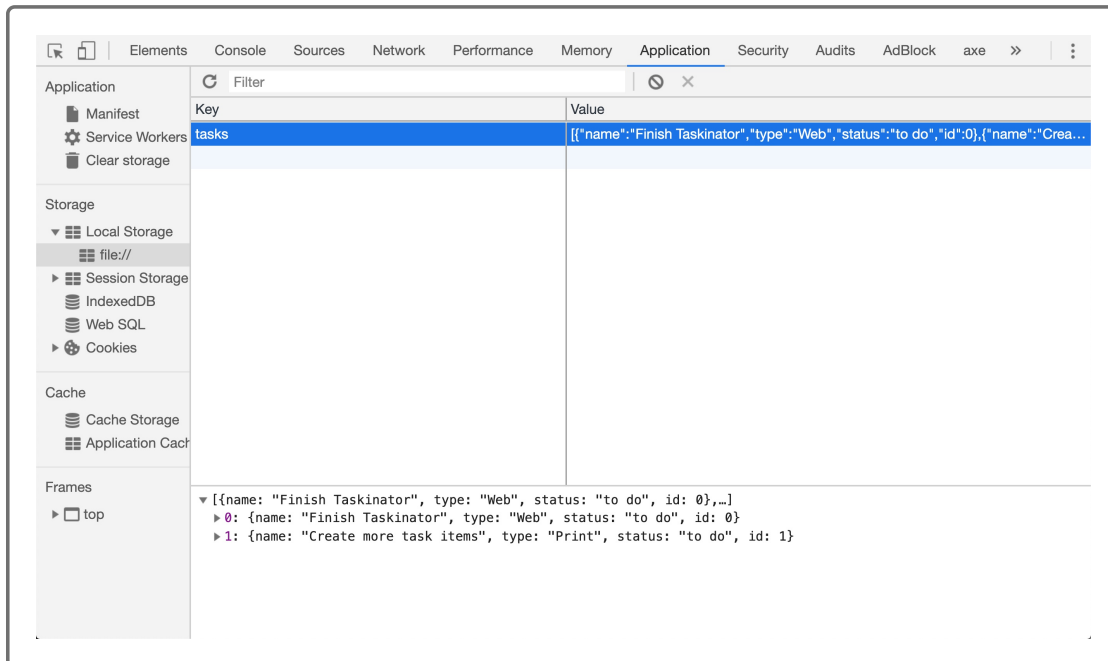 Elements Console Sources Network Performance Memory Application Security Audits AdBlock axe »
Application
Manifest
Service Workers
Clear storage
Storage
Local Storage
file://
Session Storage
IndexedDB
Web SQL
Cookies
Cache
Cache Storage
Application Cach
Frames
top
Filter
Key Value
tasks [{"name":"Finish Taskinator","type":"Web","status":"to do","id":0},{"name":"Crea…
[{name: "Finish Taskinator", type: "Web", status: "to do", id: 0},…]
0: {name: "Finish Taskinator", type: "Web", status: "to do", id: 0}
1: {name: "Create more task items", type: "Print", status: "to do", id: 1}